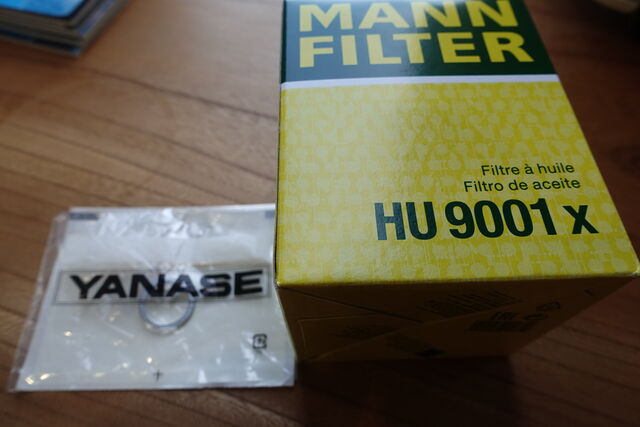 MANN
FILTER
Filtre à huile
Filtro de aceite
HU 9001 x
YANASE